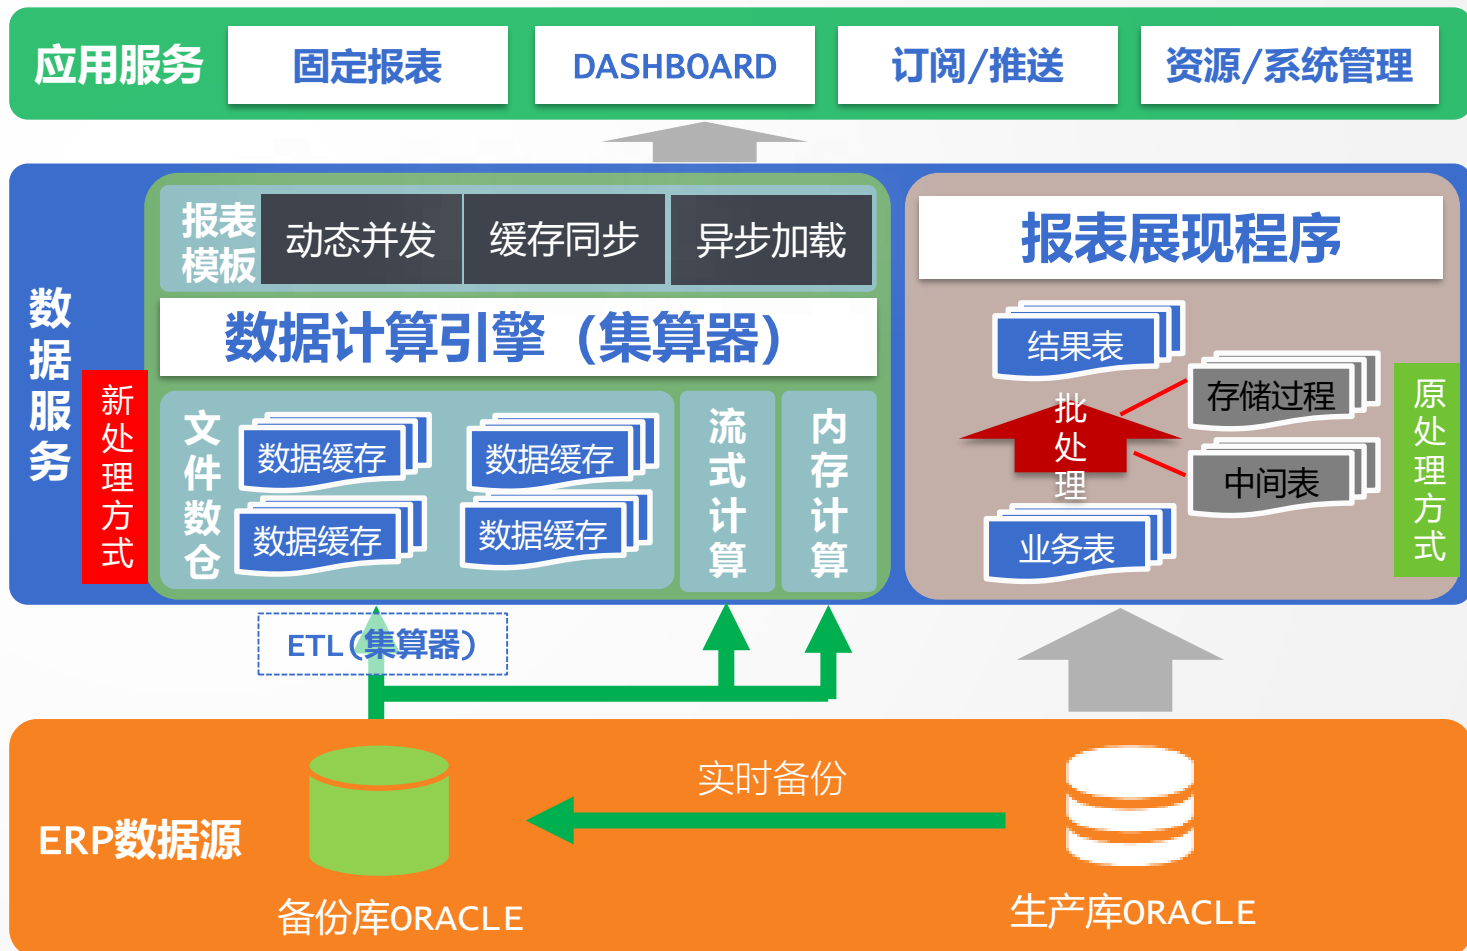 应用服务
固定报表
DASHBOARD
订阅/推送
资源/系统管理
数据服务
新处理方式
报表
模板
动态并发
缓存同步
异步加载
数据计算引擎（集算器）
文件数仓
数据缓存
数据缓存
数据缓存
数据缓存
流式计算
内存计算
报表展现程序
结果表
批处理
存储过程
中间表
业务表
原处理方式
ETL(集算器)
ERP数据源
实时备份
备份库ORACLE
生产库ORACLE